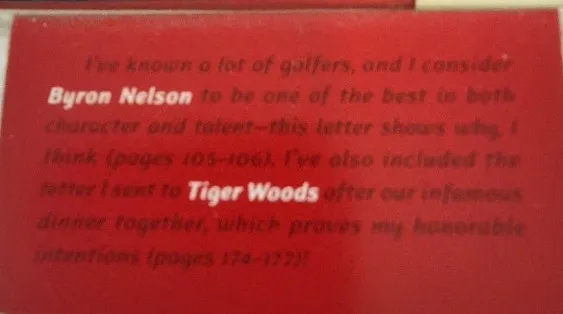 I've known a lot of golfers, and I consider
Byron Nelson to be one of the best in both
character and talent—this letter shows why, I
think (pages 105–106). I've also included the
letter I sent to Tiger Woods after our infamous
dinner together, which proves my honorable
intentions (pages 174–177)!